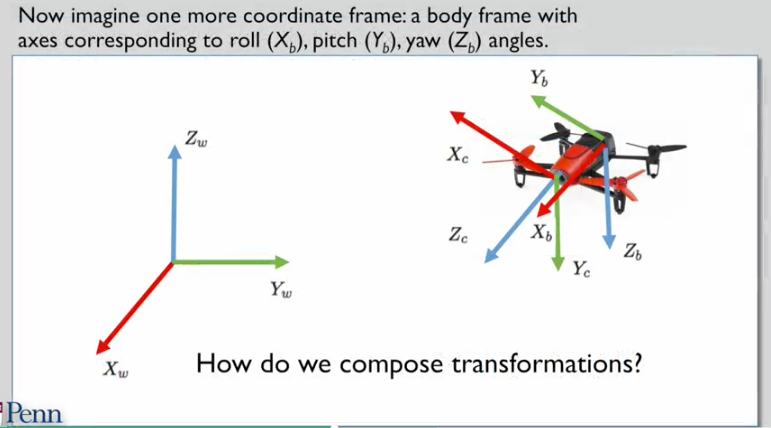 Now imagine one more coordinate frame: a body frame with
axes corresponding to roll (X_b), pitch (Y_b), yaw (Z_b) angles.
Y_b
Z_w
X_c
Z_c
X_b
Z_b
Y_c
Y_w
X_w
How do we compose transformations?
Penn